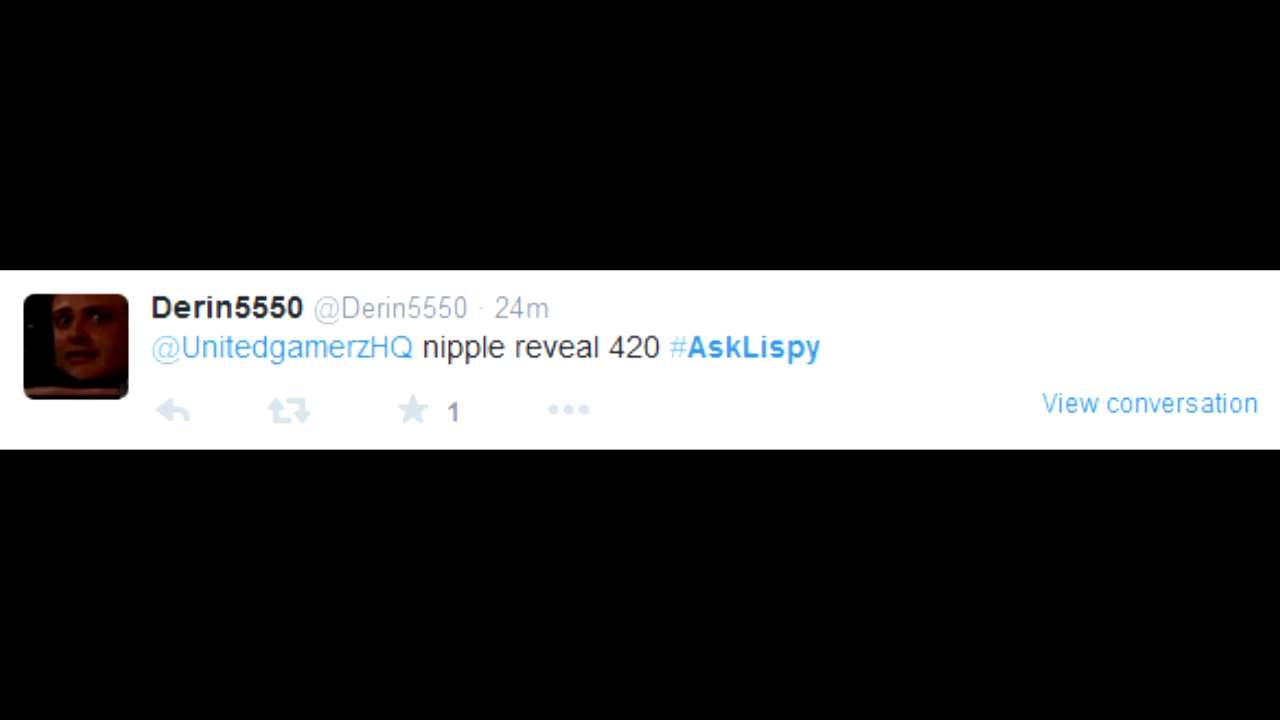 Derin5550 @Derin5550 · 24m
@UnitedgamerzHQ nipple reveal 420 #AskLispy
1
View conversation